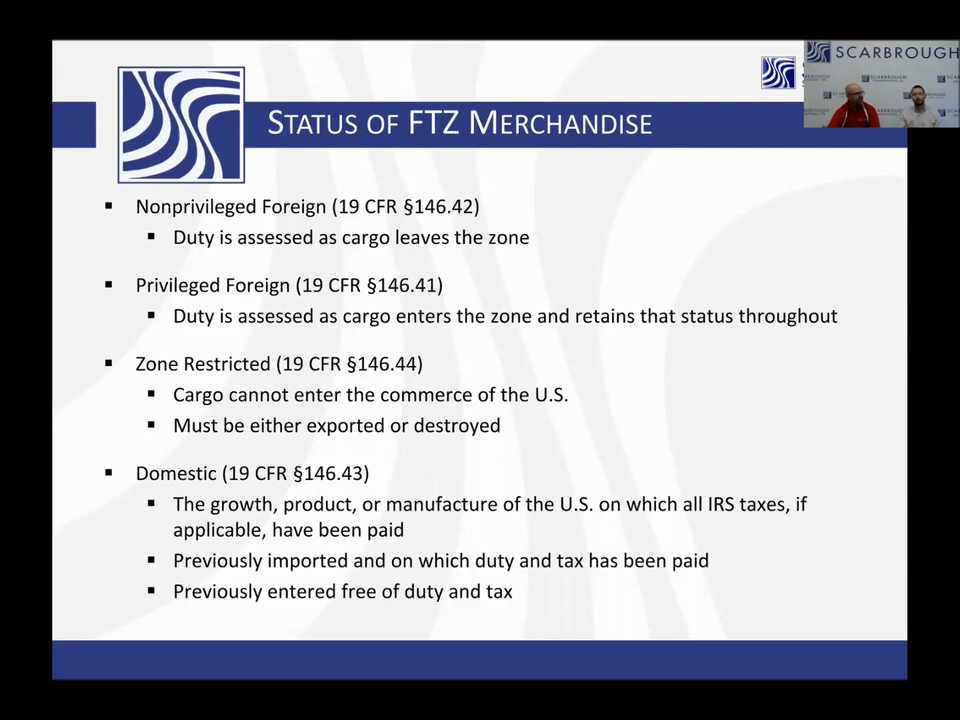 SCARBROUGH
STATUS OF FTZ MERCHANDISE
▪ Nonprivileged Foreign (19 CFR §146.42)
▪ Duty is assessed as cargo leaves the zone
▪ Privileged Foreign (19 CFR §146.41)
▪ Duty is assessed as cargo enters the zone and retains that status throughout
▪ Zone Restricted (19 CFR §146.44)
▪ Cargo cannot enter the commerce of the U.S.
▪ Must be either exported or destroyed
▪ Domestic (19 CFR §146.43)
▪ The growth, product, or manufacture of the U.S. on which all IRS taxes, if
applicable, have been paid
▪ Previously imported and on which duty and tax has been paid
▪ Previously entered free of duty and tax